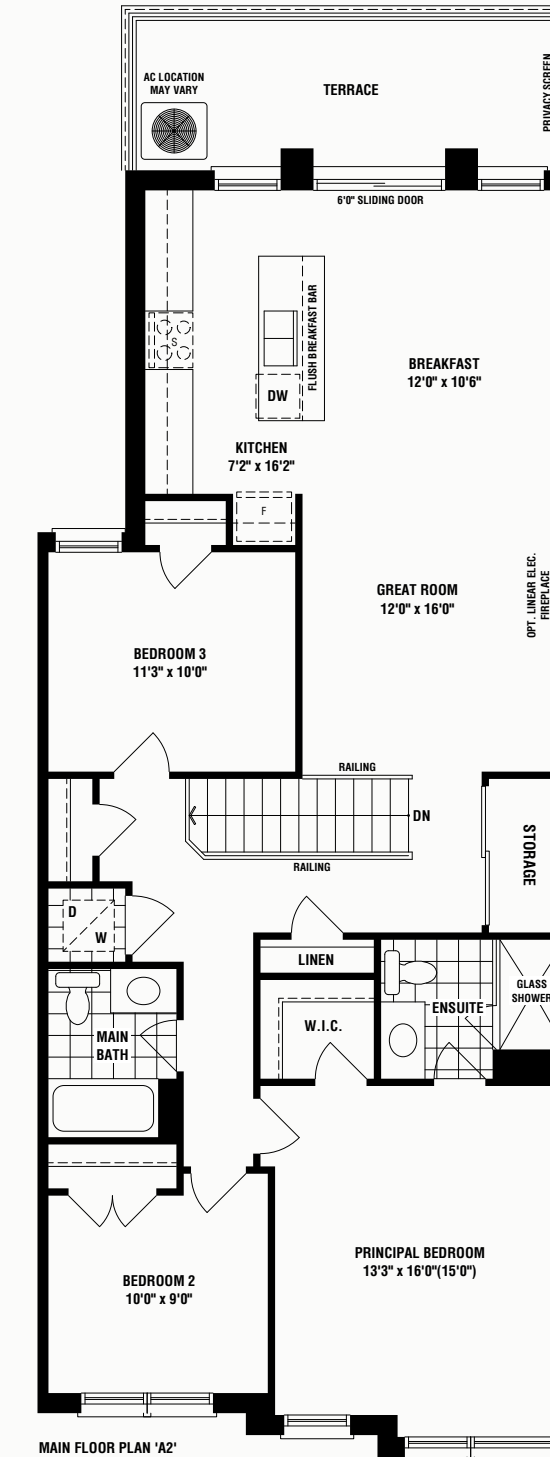 AC LOCATION
MAY VARY
TERRACE
PRIVACY SCREEN
6'0" SLIDING DOOR
FLUSH BREAKFAST BAR
S
DW
BREAKFAST
12'0" x 10'6"
KITCHEN
7'2" x 16'2"
F
GREAT ROOM
12'0" x 16'0"
OPT. LINEAR ELEC.
FIREPLACE
BEDROOM 3
11'3" x 10'0"
RAILING
DN
RAILING
STORAGE
D
W
LINEN
W.I.C.
ENSUITE
GLASS
SHOWER
MAIN
BATH
PRINCIPAL BEDROOM
13'3" x 16'0"(15'0")
BEDROOM 2
10'0" x 9'0"
MAIN FLOOR PLAN 'A2'